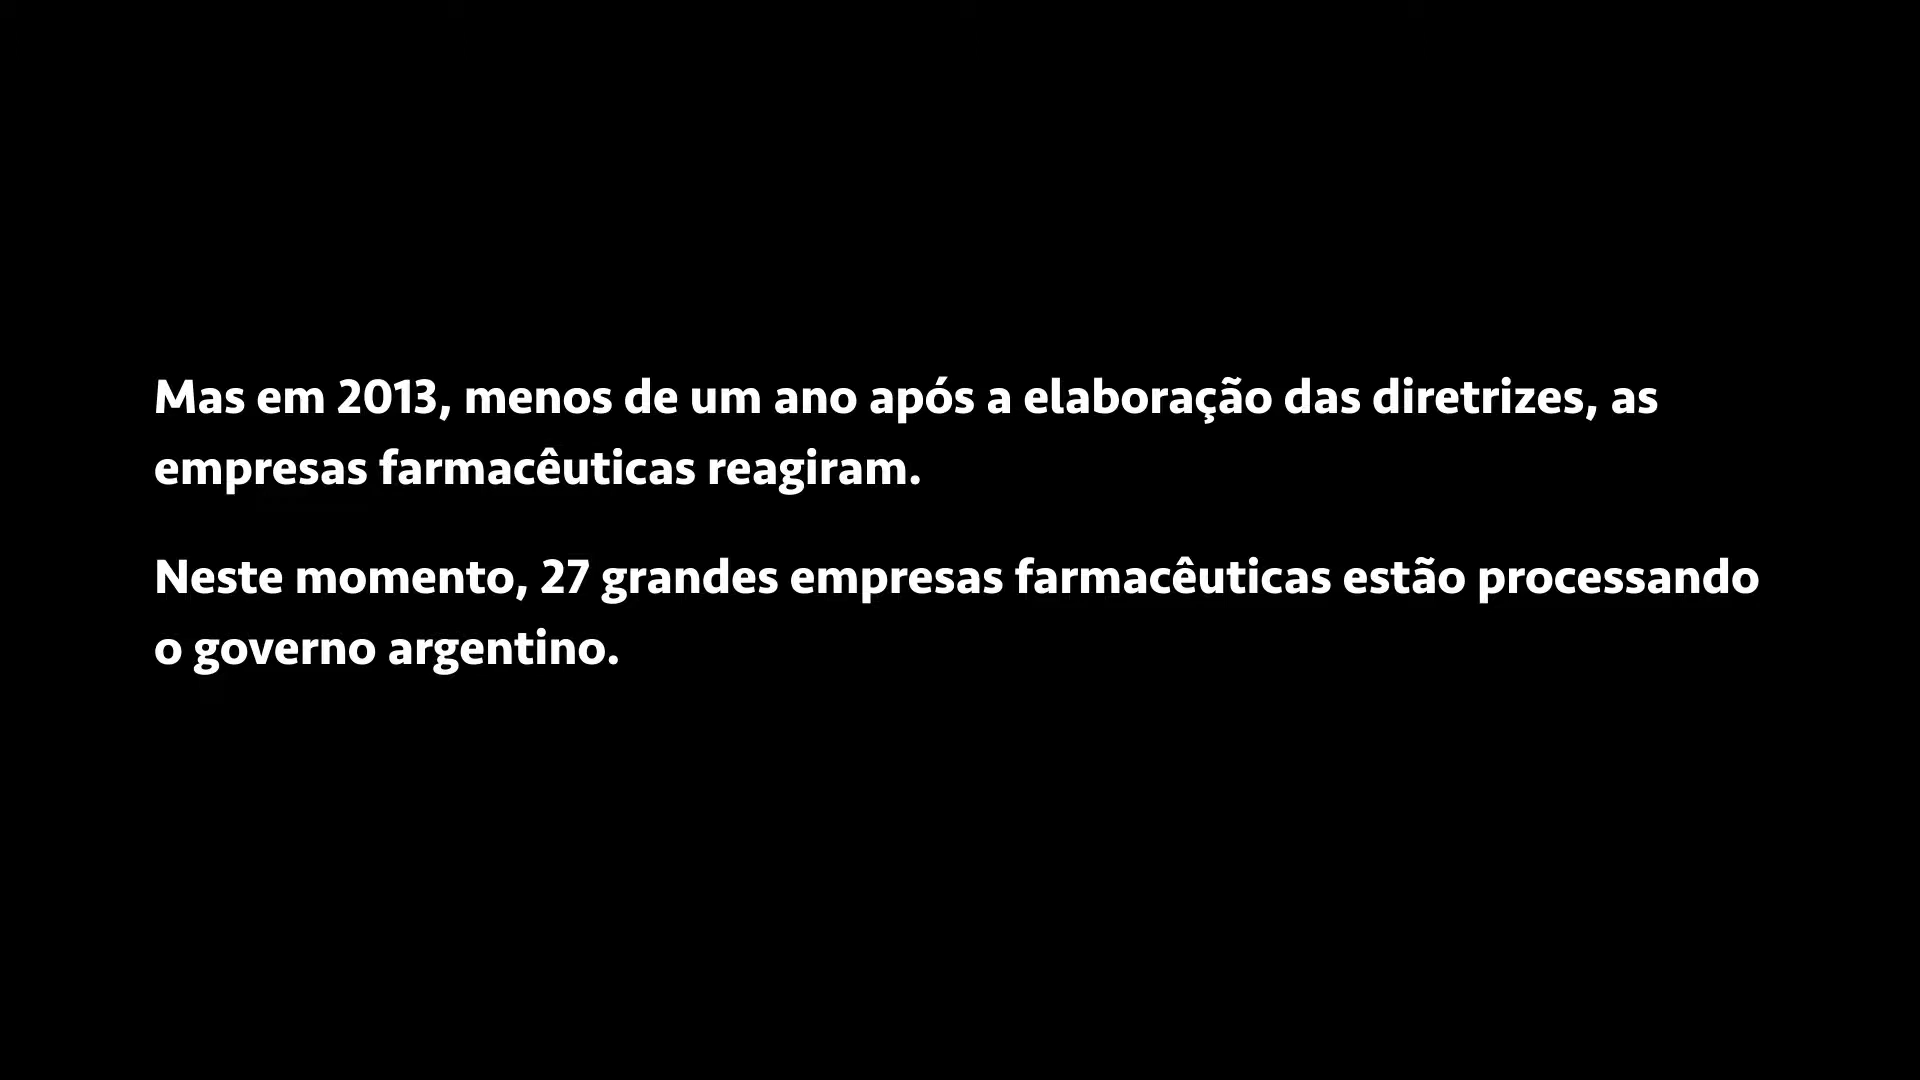 Mas em 2013, menos de um ano após a elaboração das diretrizes, as
empresas farmacêuticas reagiram.
Neste momento, 27 grandes empresas farmacêuticas estão processando
o governo argentino.